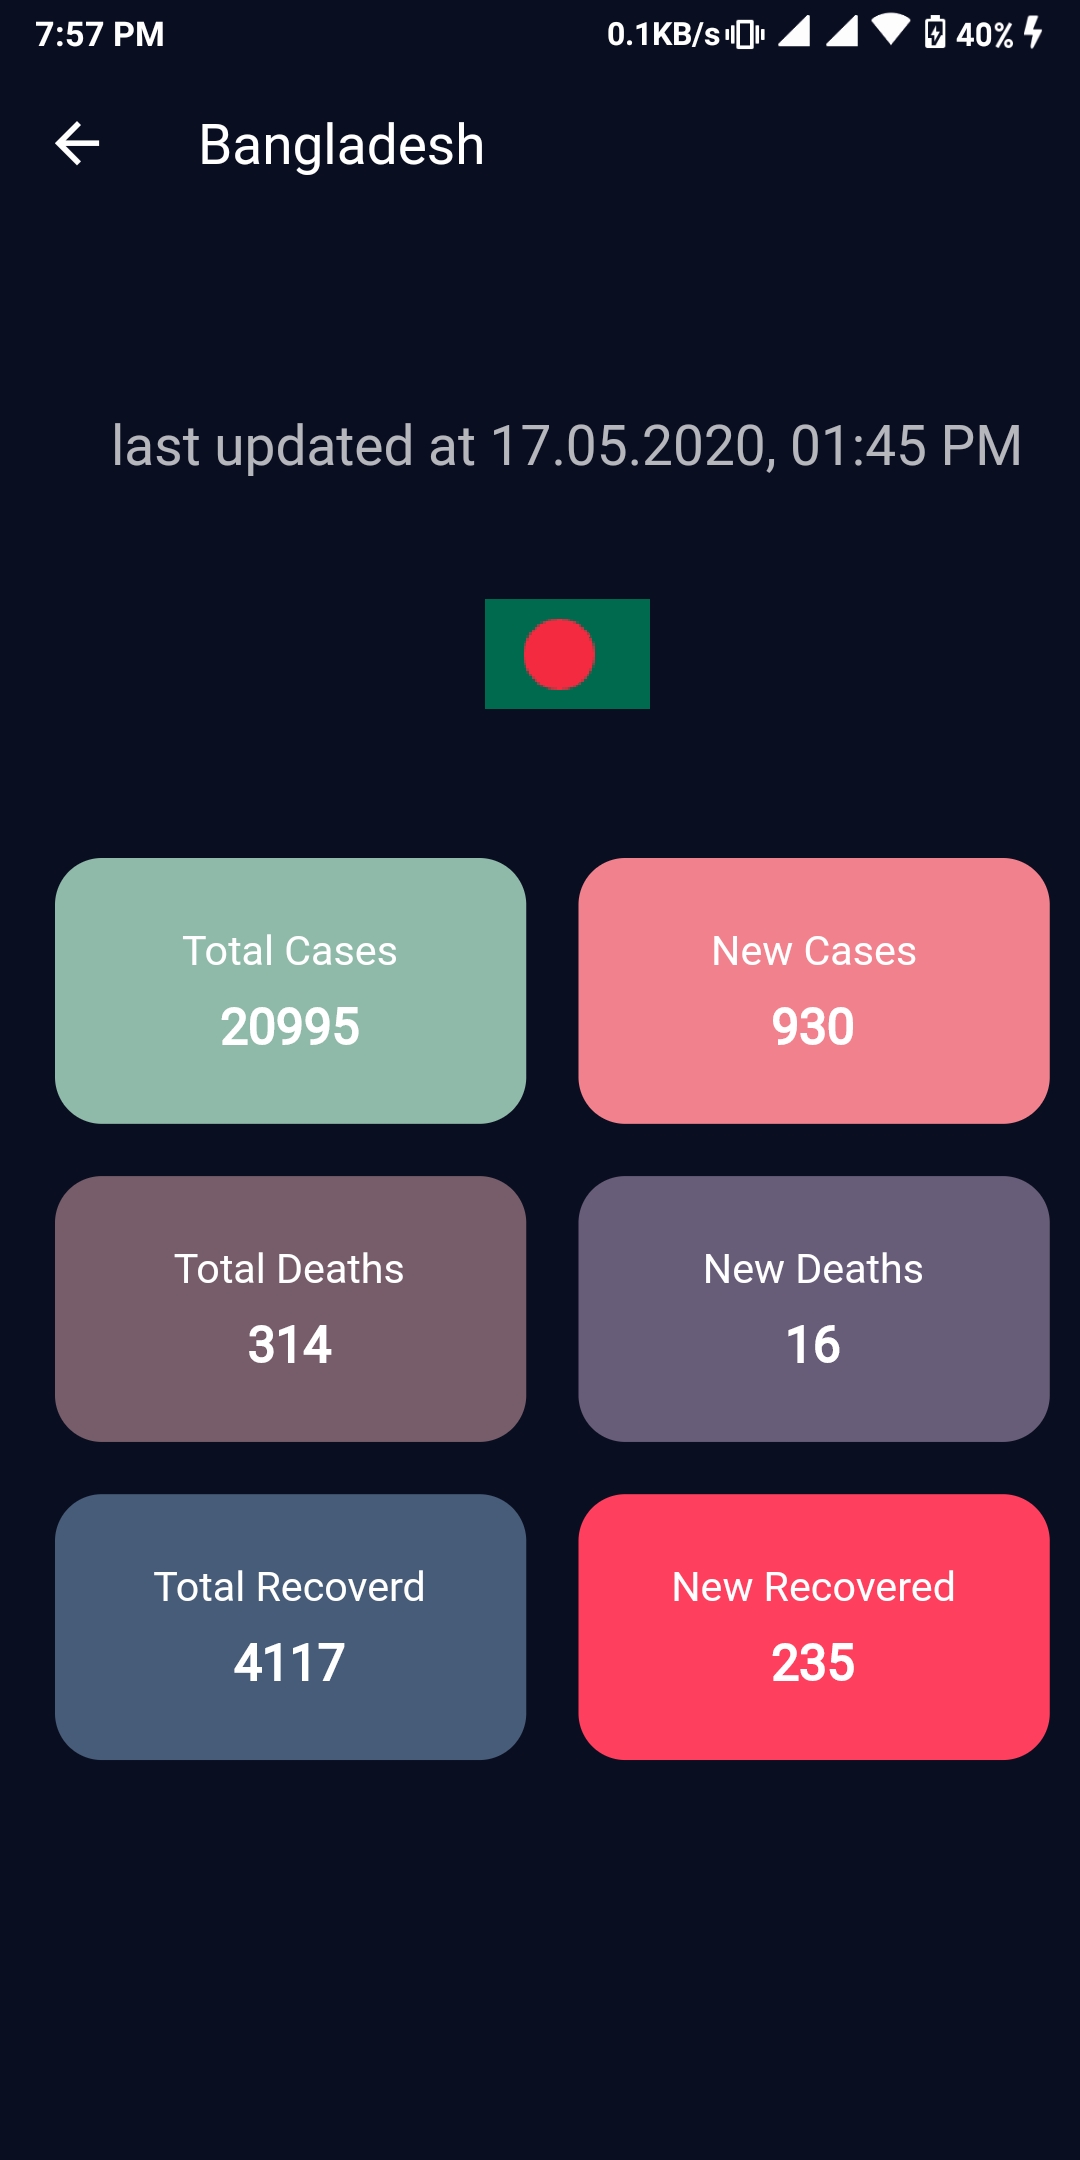 7:57 PM 0.1KB/s 40%
Bangladesh
last updated at 17.05.2020, 01:45 PM
Total Cases
20995
New Cases
930
Total Deaths
314
New Deaths
16
Total Recoverd
4117
New Recovered
235